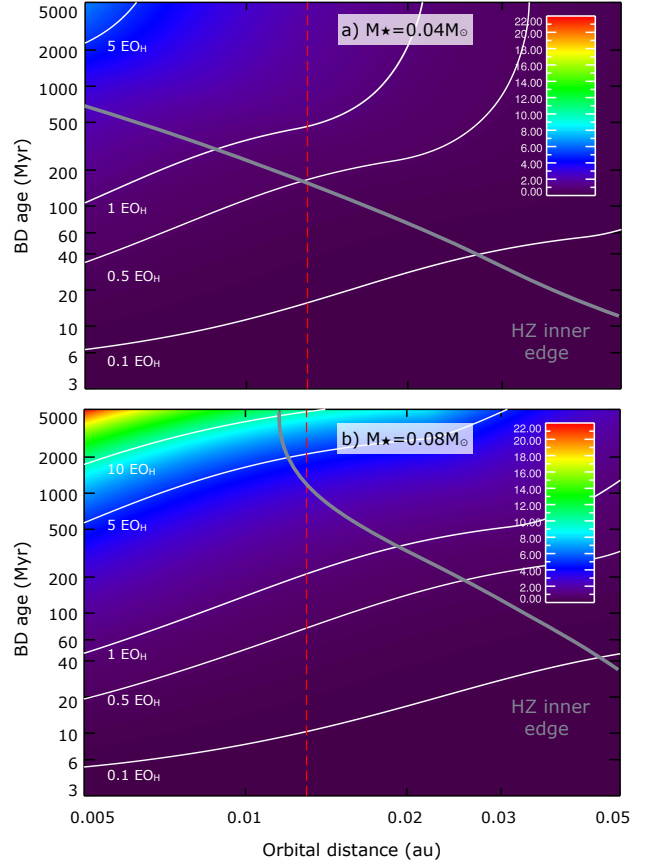 5000
2000
1000
500
200
100
60
40
20
10
6
3
BD age (Myr)
a) M★=0.04M☉
22.00
20.00
18.00
16.00
14.00
12.00
10.00
8.00
6.00
4.00
2.00
0.00
5 EOH
1 EOH
0.5 EOH
0.1 EOH
HZ inner
edge
5000
2000
1000
500
200
100
60
40
20
10
6
3
BD age (Myr)
b) M★=0.08M☉
22.00
20.00
18.00
16.00
14.00
12.00
10.00
8.00
6.00
4.00
2.00
0.00
10 EOH
5 EOH
1 EOH
0.5 EOH
0.1 EOH
HZ inner
edge
0.005 0.01 0.02 0.03 0.05
Orbital distance (au)